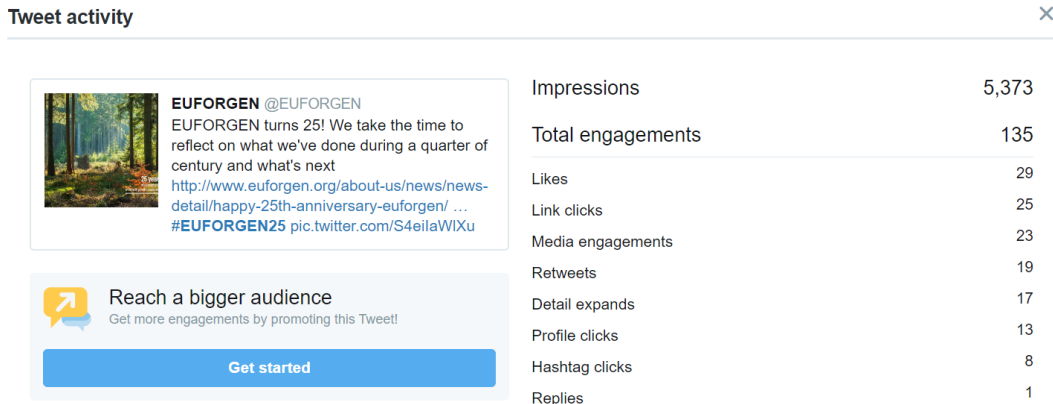 Tweet activity
EUFORGEN @EUFORGEN
EUFORGEN turns 25! We take the time to
reflect on what we've done during a quarter of
century and what's next
http://www.euforgen.org/about-us/news/news-
detail/happy-25th-anniversary-euforgen/ …
#EUFORGEN25 pic.twitter.com/S4eilaWlXu
Reach a bigger audience
Get more engagements by promoting this Tweet!
Get started
Impressions 5,373
Total engagements 135
Likes 29
Link clicks 25
Media engagements 23
Retweets 19
Detail expands 17
Profile clicks 13
Hashtag clicks 8
Replies 1